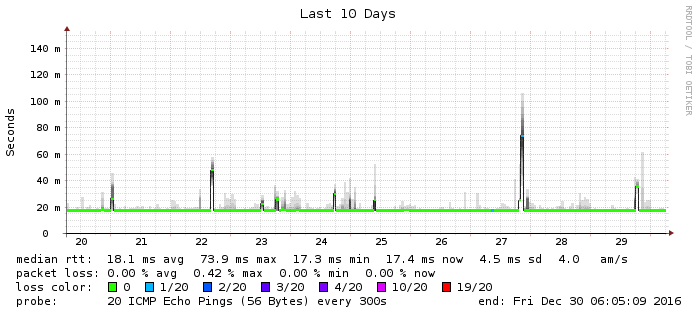 Last 10 Days
RRDTOOL / TOBI OETIKER
Seconds
140 m
120 m
100 m
80 m
60 m
40 m
20 m
0
20 21 22 23 24 25 26 27 28 29
median rtt: 18.1 ms avg 73.9 ms max 17.3 ms min 17.4 ms now 4.5 ms sd 4.0 am/s
packet loss: 0.00 % avg 0.42 % max 0.00 % min 0.00 % now
loss color: 0 1/20 2/20 3/20 4/20 10/20 19/20
probe: 20 ICMP Echo Pings (56 Bytes) every 300s end: Fri Dec 30 06:05:09 2016